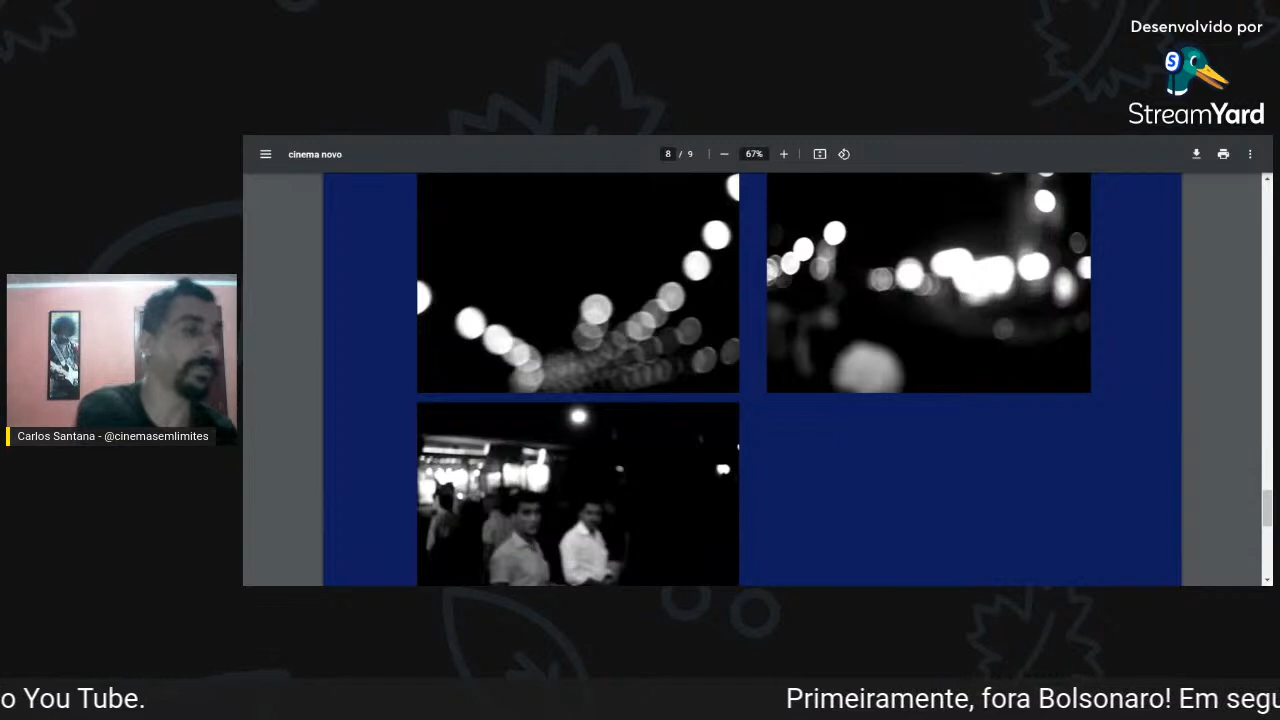 Desenvolvido por
StreamYard
cinema novo
8 / 9
67%
Carlos Santana - @cinemasemlimites
o You Tube.
Primeiramente, fora Bolsonaro! Em segu